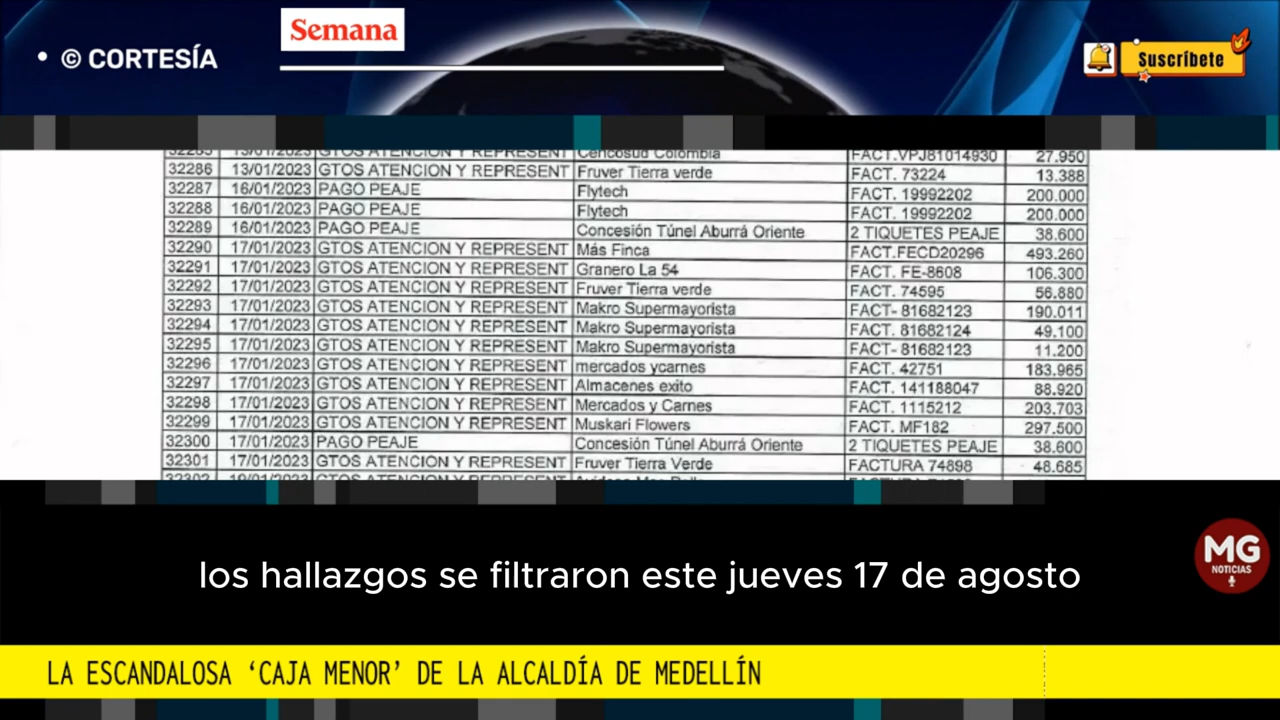 Semana
• © CORTESÍA
Suscríbete
13/01/2023 GTOS ATENCION Y REPRESENT Cencosud Colombia FACT.VPJ81014930 27.950
32286 13/01/2023 GTOS ATENCION Y REPRESENT Fruver Tierra verde FACT. 73224 13.388
32287 16/01/2023 PAGO PEAJE Flytech FACT. 19992202 200.000
32288 16/01/2023 PAGO PEAJE Flytech FACT. 19992202 200.000
32289 16/01/2023 PAGO PEAJE Concesión Túnel Aburrá Oriente 2 TIQUETES PEAJE 38.600
32290 17/01/2023 GTOS ATENCION Y REPRESENT Más Finca FACT.FECD20296 493.260
32291 17/01/2023 GTOS ATENCION Y REPRESENT Granero La 54 FACT. FE-8608 106.300
32292 17/01/2023 GTOS ATENCION Y REPRESENT Fruver Tierra verde FACT. 74595 56.880
32293 17/01/2023 GTOS ATENCION Y REPRESENT Makro Supermayorista FACT- 81682123 190.011
32294 17/01/2023 GTOS ATENCION Y REPRESENT Makro Supermayorista FACT. 81682124 49.100
32295 17/01/2023 GTOS ATENCION Y REPRESENT Makro Supermayorista FACT- 81682123 11.200
32296 17/01/2023 GTOS ATENCION Y REPRESENT mercados ycarnes FACT. 42751 183.965
32297 17/01/2023 GTOS ATENCION Y REPRESENT Almacenes exito FACT. 141188047 88.920
32298 17/01/2023 GTOS ATENCION Y REPRESENT Mercados y Carnes FACT. 1115212 203.703
32299 17/01/2023 GTOS ATENCION Y REPRESENT Muskari Flowers FACT. MF182 297.500
32300 17/01/2023 PAGO PEAJE Concesión Túnel Aburrá Oriente 2 TIQUETES PEAJE 38.600
32301 17/01/2023 GTOS ATENCION Y REPRESENT Fruver Tierra Verde FACTURA 74898 48.685
los hallazgos se filtraron este jueves 17 de agosto
MG
NOTICIAS
LA ESCANDALOSA ‘CAJA MENOR’ DE LA ALCALDÍA DE MEDELLÍN